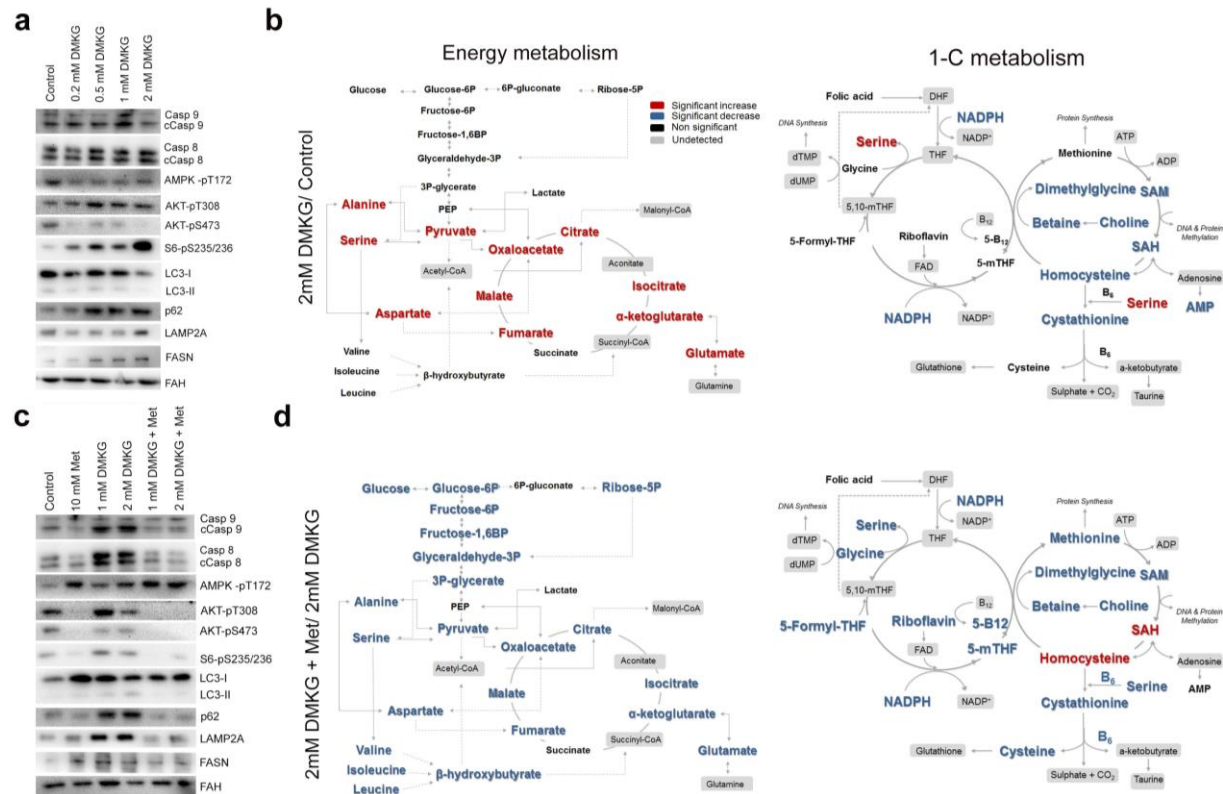 a
Control
0.2 mM DMKG
0.5 mM DMKG
1 mM DMKG
2 mM DMKG
Casp 9
cCasp 9
Casp 8
cCasp 8
AMPK -pT172
AKT-pT308
AKT-pS473
S6-pS235/236
LC3-I
LC3-II
p62
LAMP2A
FASN
FAH
b
2mM DMKG/ Control
Energy metabolism
Glucose
Glucose-6P
6P-gluconate
Ribose-5P
Significant increase
Significant decrease
Non significant
Undetected
Fructose-6P
Fructose-1,6BP
Glyceraldehyde-3P
3P-glycerate
Lactate
PEP
Alanine
Malonyl-CoA
Pyruvate
Citrate
Serine
Oxaloacetate
Acetyl-CoA
Aconitate
Isocitrate
Malate
Aspartate
α-ketoglutarate
Fumarate
Valine
Succinate
Succinyl-CoA
Glutamate
Isoleucine
β-hydroxybutyrate
Leucine
Glutamine
1-C metabolism
Folic acid
DHF
NADPH
NADP⁺
DNA Synthesis
Protein Synthesis
ATP
Serine
Methionine
ADP
dTMP
Glycine
THF
dUMP
Dimethylglycine
SAM
5,10-mTHF
B₁₂
Betaine
Choline
DNA & Protein
Methylation
5-Formyl-THF
Riboflavin
5-B₁₂
FAD
5-mTHF
SAH
Homocysteine
Adenosine
NADPH
NADP⁺
B₆
Serine
AMP
Cystathionine
Glutathione
Cysteine
B₆
a-ketobutyrate
Sulphate + CO₂
Taurine
c
Control
10 mM Met
1 mM DMKG
2 mM DMKG
1 mM DMKG + Met
2 mM DMKG + Met
Casp 9
cCasp 9
Casp 8
cCasp 8
AMPK -pT172
AKT-pT308
AKT-pS473
S6-pS235/236
LC3-I
LC3-II
p62
LAMP2A
FASN
FAH
d
2mM DMKG + Met/ 2mM DMKG
Glucose
Glucose-6P
6P-gluconate
Ribose-5P
Fructose-6P
Fructose-1,6BP
Glyceraldehyde-3P
3P-glycerate
Lactate
Alanine
PEP
Malonyl-CoA
Pyruvate
Citrate
Serine
Oxaloacetate
Acetyl-CoA
Aconitate
Malate
Isocitrate
Aspartate
α-ketoglutarate
Fumarate
Valine
Succinate
Succinyl-CoA
Glutamate
Isoleucine
β-hydroxybutyrate
Leucine
Glutamine
Folic acid
DHF
NADPH
NADP⁺
DNA Synthesis
Protein Synthesis
ATP
Serine
Methionine
ADP
dTMP
Glycine
THF
dUMP
Dimethylglycine
SAM
5,10-mTHF
B₁₂
Betaine
Choline
DNA & Protein
Methylation
5-Formyl-THF
Riboflavin
5-B12
FAD
5-mTHF
SAH
Homocysteine
Adenosine
NADPH
NADP⁺
B₆
Serine
AMP
Cystathionine
Glutathione
Cysteine
B₆
a-ketobutyrate
Sulphate + CO₂
Taurine